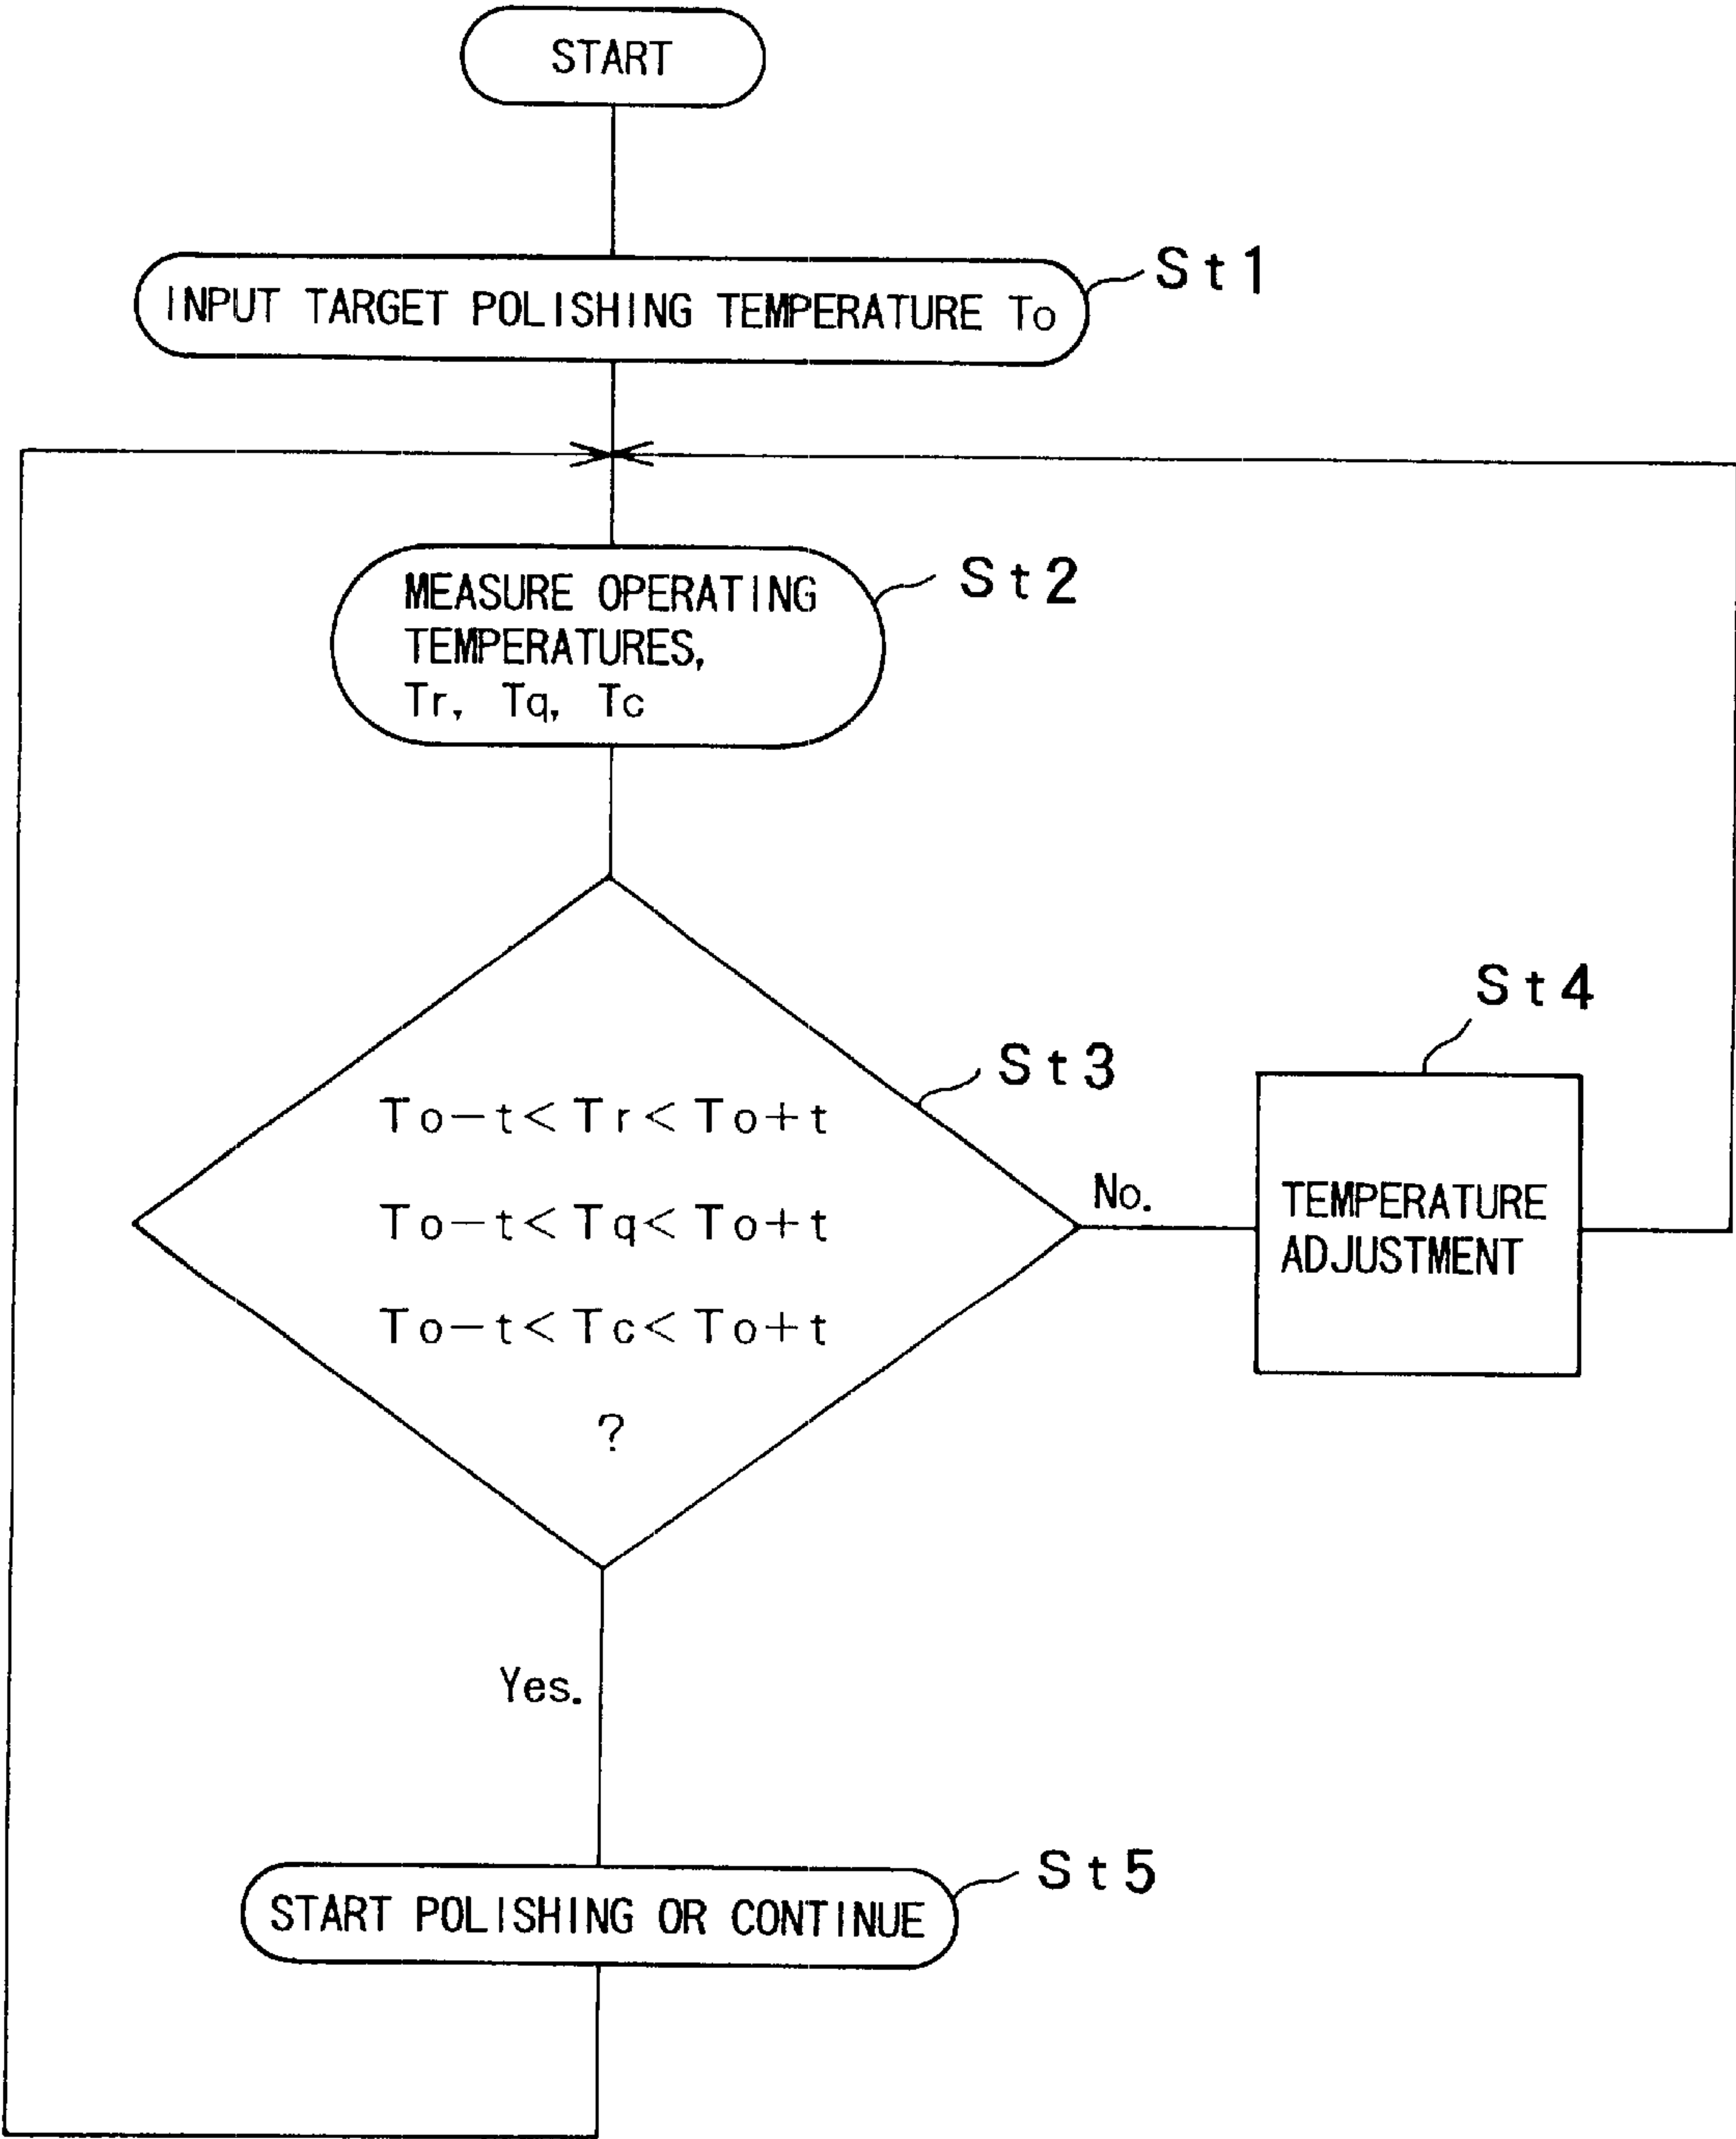 START
INPUT TARGET POLISHING TEMPERATURE To
St1
MEASURE OPERATING
TEMPERATURES,
Tr, Tq, Tc
St2
To-t<Tr<To+t
To-t<Tq<To+t
To-t<Tc<To+t
?
St3
No.
TEMPERATURE
ADJUSTMENT
St4
Yes.
START POLISHING OR CONTINUE
St5